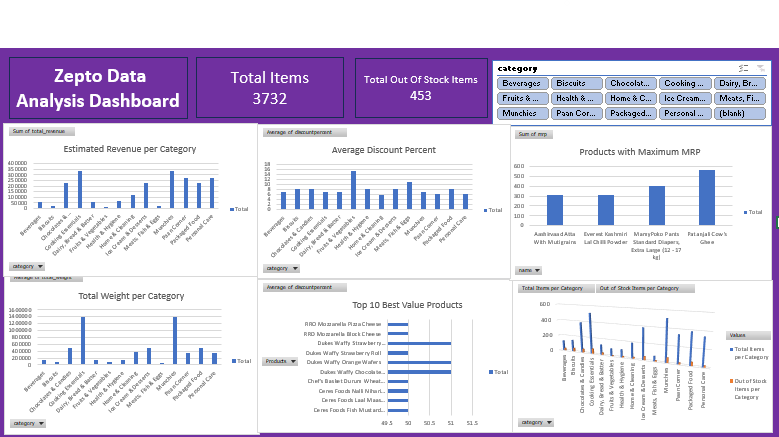 Zepto Data
Analysis Dashboard
Total Items
3732
Total Out Of Stock Items
453
category
Beverages
Biscuits
Chocolat...
Cooking ...
Dairy, Br...
Fruits & ...
Health & ...
Home & C...
Ice Cream...
Meats, Fi...
Munchies
Paan Cor...
Packaged...
Personal ...
(blank)
Sum of total_revenue
Estimated Revenue per Category
400000
350000
300000
250000
200000
150000
100000
50000
0
Beverages
Biscuits
Chocolates &...
Cooking Essentials
Dairy, Bread & Batter
Fruits & Vegetables
Health & Hygiene
Home & Cleaning
Ice Cream & Desserts
Meats, Fish & Eggs
Munchies
Paan Corner
Packaged Food
Personal Care
Total
category
Average of discountpercent
Average Discount Percent
18
16
14
12
10
8
6
4
2
0
Beverages
Biscuits
Chocolates & Candies
Cooking Essentials
Dairy, Bread & Batter
Fruits & Vegetables
Health & Hygiene
Home & Cleaning
Ice Cream & Desserts
Meats, Fish & Eggs
Munchies
Paan Corner
Packaged Food
Personal Care
Total
category
Sum of mrp
Products with Maximum MRP
600
500
400
300
200
100
0
Aashirvaad Atta
With Multigrains
Everest Kashmiri
Lal Chilli Powder
MamyPoko Pants
Standard Diapers,
Extra Large (12 - 17
kg)
Patanjali Cow's
Ghee
Total
name
Average of total_weight
Total Weight per Category
1600000
1400000
1200000
1000000
800000
600000
400000
200000
0
Beverages
Biscuits
Chocolates & Candies
Cooking Essentials
Dairy, Bread & Batter
Fruits & Vegetables
Health & Hygiene
Home & Cleaning
Ice Cream & Desserts
Meats, Fish & Eggs
Munchies
Paan Corner
Packaged Food
Personal Care
Total
category
Average of discountpercent
Top 10 Best Value Products
RRO Mozzarella Pizza Cheese
RRO Mozzarella Block Cheese
Dukes Waffy Strawberry...
Dukes Waffy Strawberry Roll
Dukes Waffy Orange Wafers
Dukes Waffy Chocolate...
Chef's Basket Durum Wheat...
Ceres Foods Nalli Nihari...
Ceres Foods Laal Maas...
Ceres Foods Fish Mustard...
49.5
50
50.5
51
51.5
Products
Total
Total Items per Category
Out of Stock Items per Category
600
400
200
0
Beverages
Biscuits
Chocolates & Candies
Cooking Essentials
Dairy, Bread & Batter
Fruits & Vegetables
Health & Hygiene
Home & Cleaning
Ice Cream & Desserts
Meats, Fish & Eggs
Munchies
Paan Corner
Packaged Food
Personal Care
Values
Total Items
per Category
Out of Stock
Items per
Category
category